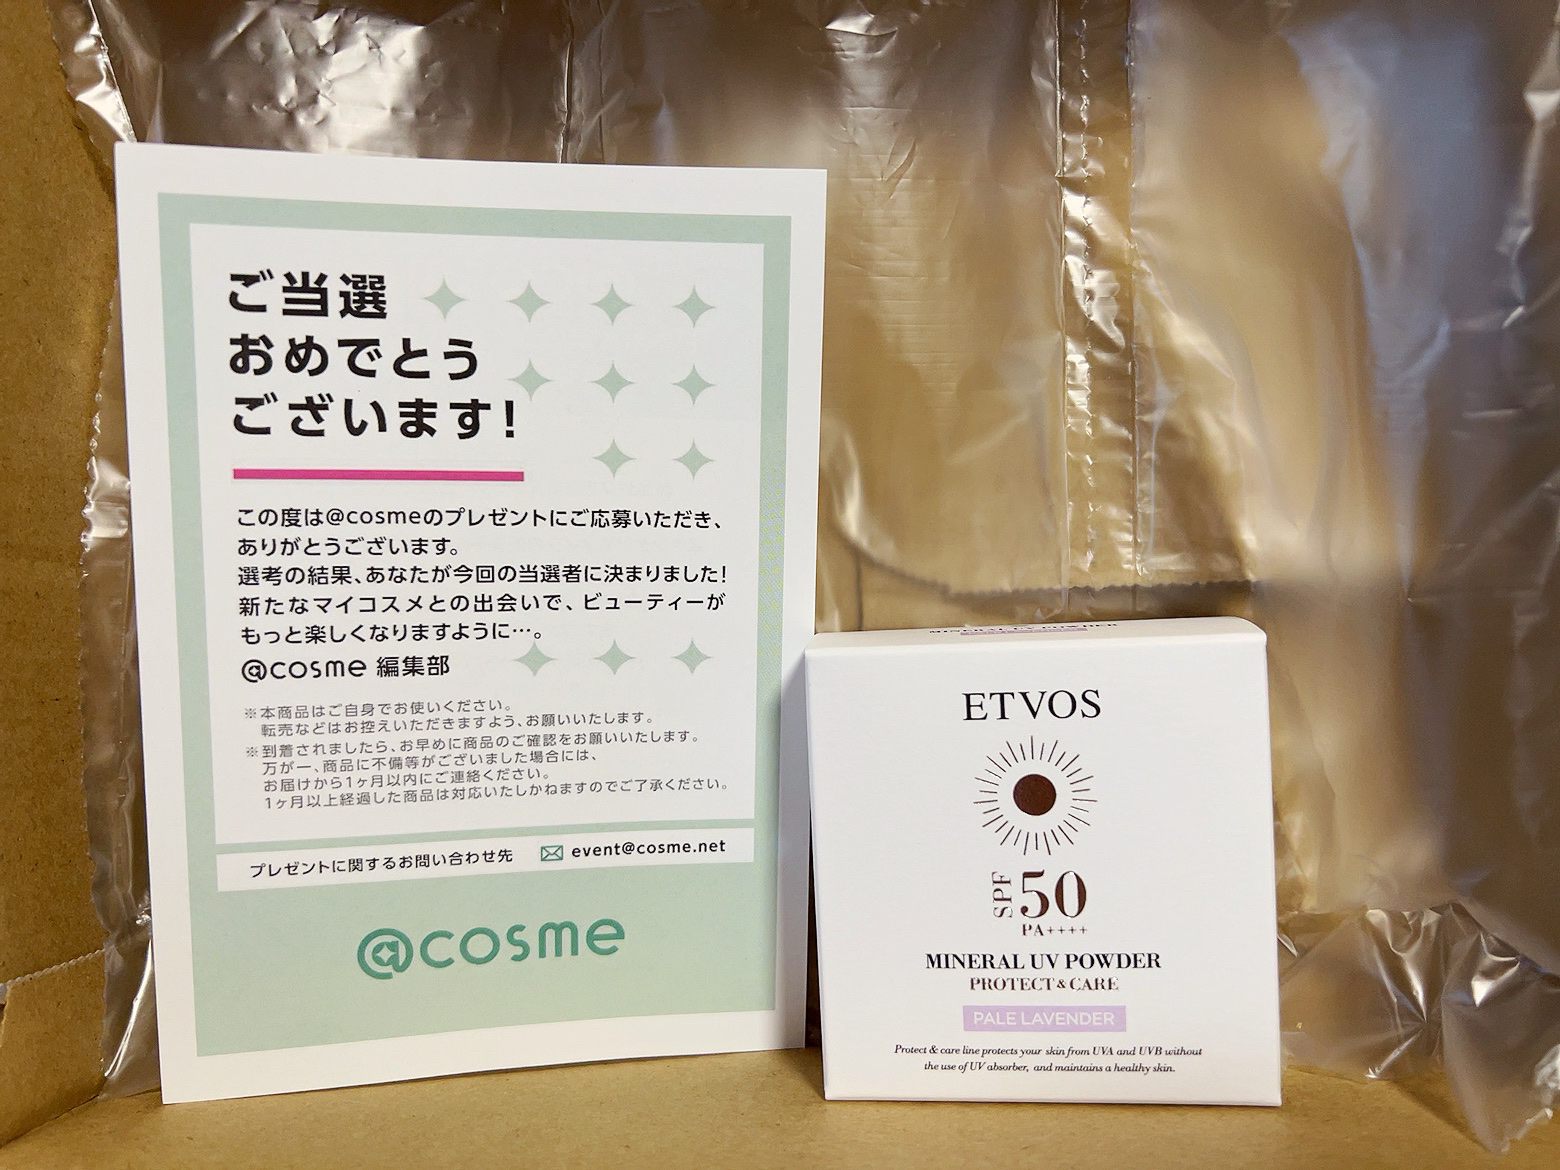 ご当選
おめでとう
ございます!
この度は@cosmeのプレゼントにご応募いただき、
ありがとうございます。
選考の結果、あなたが今回の当選者に決まりました!
新たなマイコスメとの出会いで、ビューティーが
もっと楽しくなりますように…。
@cosme 編集部
※本商品はご自身でお使いください。
転売などはお控えいただきますよう、お願いいたします。
※到着されましたら、お早めに商品のご確認をお願いいたします。
万が一、商品に不備等がございました場合には、
お届けから1ヶ月以内にご連絡ください。
1ヶ月以上経過した商品は対応いたしかねますのでご了承ください。
プレゼントに関するお問い合わせ先 event@cosme.net
@cosme
MINERAL UV POWDER
ETVOS
SPF 50
PA++++
MINERAL UV POWDER
PROTECT & CARE
PALE LAVENDER
Protect & care line protects your skin from UVA and UVB without
the use of UV absorber, and maintains a healthy skin.